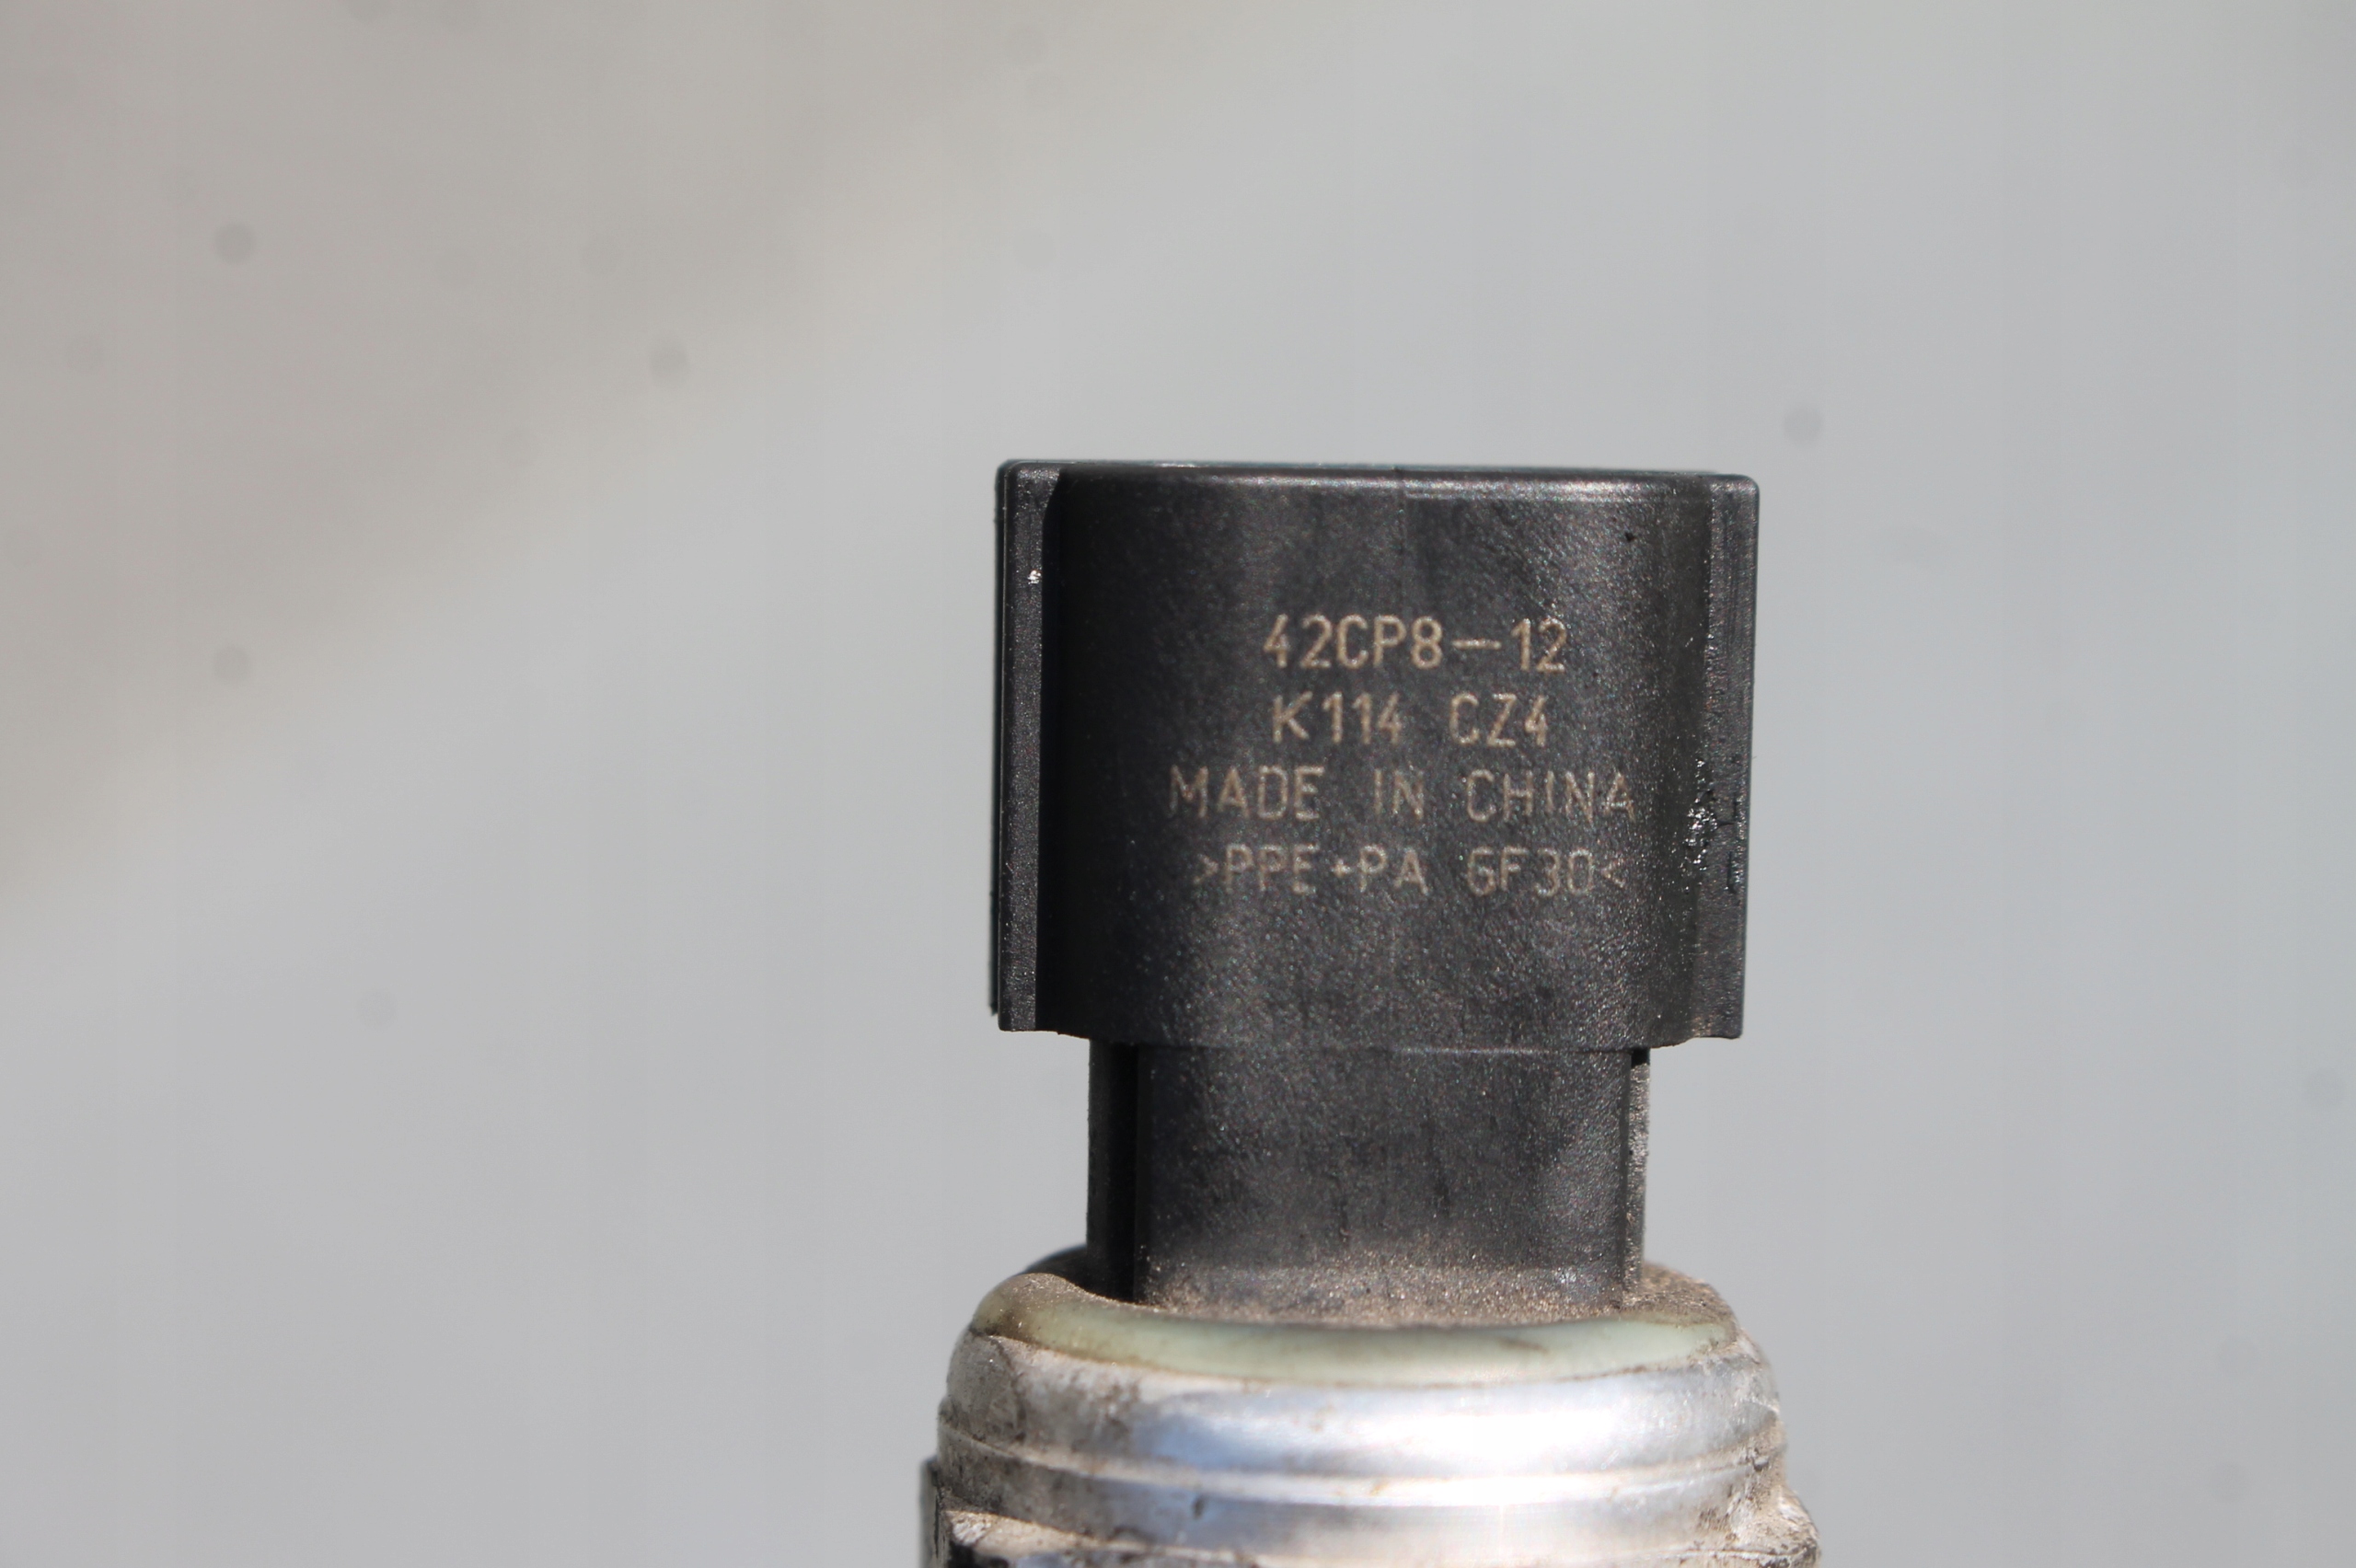 42CP8-12
K114 CZ4
MADE IN CHINA
>PPE+PA GF30<